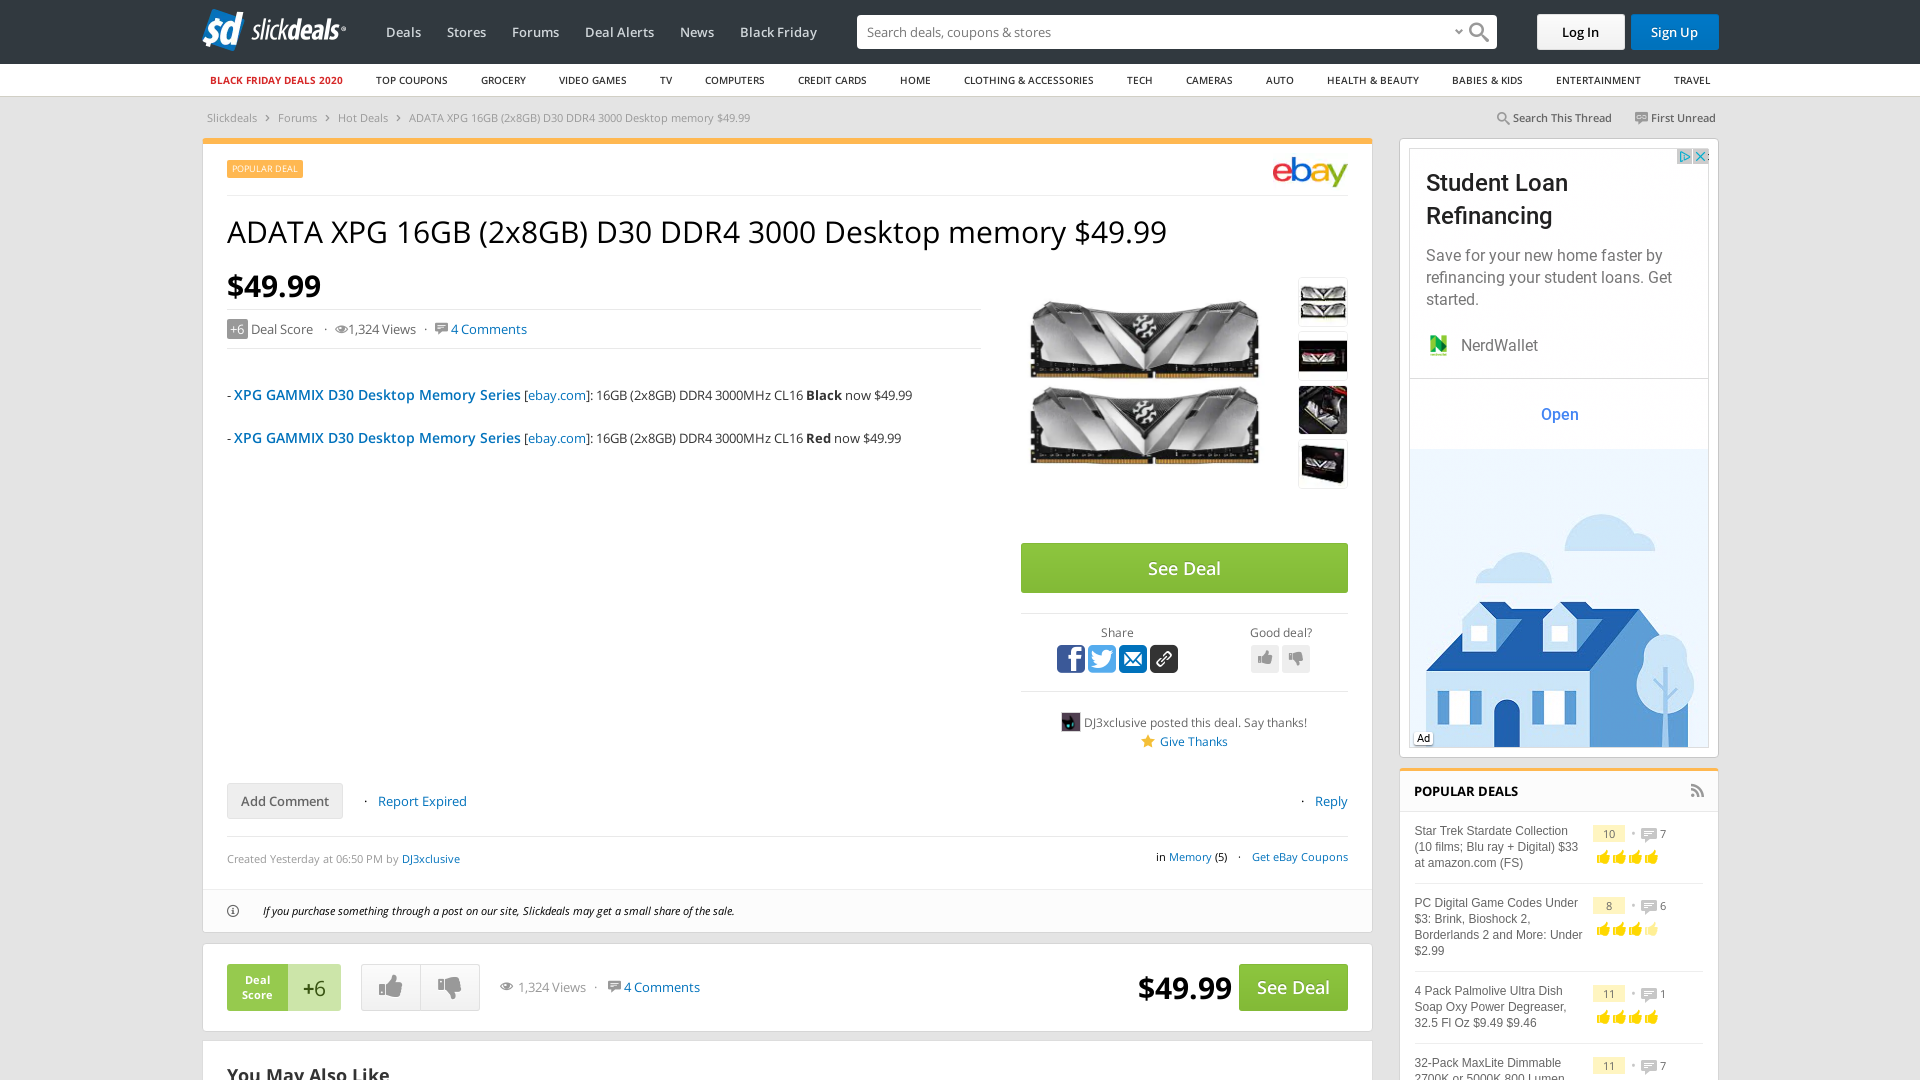 sd slickdeals
Deals
Stores
Forums
Deal Alerts
News
Black Friday
Search deals, coupons & shops
Log In
Sign Up
BLACK FRIDAY DEALS 2020
TOP COUPONS
GROCERY
VIDEO GAMES
TV
COMPUTERS
CREDIT CARDS
HOME
CLOTHING & ACCESSORIES
TECH
CAMERAS
AUTO
HEALTH & BEAUTY
BABIES & KIDS
ENTERTAINMENT
TRAVEL
Slickdeals > Forums > Hot Deals > ADATA XPG 16GB (2x8GB) D30 DDR4 3000 Desktop memory $49.99
Search This Thread
First Unread
POPULAR DEAL
ebay
ADATA XPG 16GB (2x8GB) D30 DDR4 3000 Desktop memory $49.99
$49.99
+6 Deal Score · 1,324 Views · 4 Comments
- XPG GAMMIX D30 Desktop Memory Series [ebay.com]: 16GB (2x8GB) DDR4 3000MHz CL16 Black now $49.99
- XPG GAMMIX D30 Desktop Memory Series [ebay.com]: 16GB (2x8GB) DDR4 3000MHz CL16 Red now $49.99
See Deal
Share
Good deal?
DJ3xclusive posted this deal. Say thanks!
Give Thanks
Add Comment · Report Expired
· Reply
Created Yesterday at 06:50 PM by DJ3xclusive
in Memory (5) · Get eBay Coupons
If you purchase something through a post on our site, Slickdeals may get a small share of the sale.
Deal
Score
+6
1,324 Views · 4 Comments
$49.99
See Deal
You May Also Like
Student Loan
Refinancing
Save for your new home faster by
refinancing your student loans. Get
started.
NerdWallet
Open
Ad
POPULAR DEALS
Star Trek Stardate Collection
(10 films; Blu ray + Digital) $33
at amazon.com (FS)
10 · 7
PC Digital Game Codes Under
$3: Brink, Bioshock 2,
Borderlands 2 and More: Under
$2.99
8 · 6
4 Pack Palmolive Ultra Dish
Soap Oxy Power Degreaser,
32.5 Fl Oz $9.49 $9.46
11 · 1
32-Pack MaxLite Dimmable
2700K or 5000K 800 Lumen
11 · 7